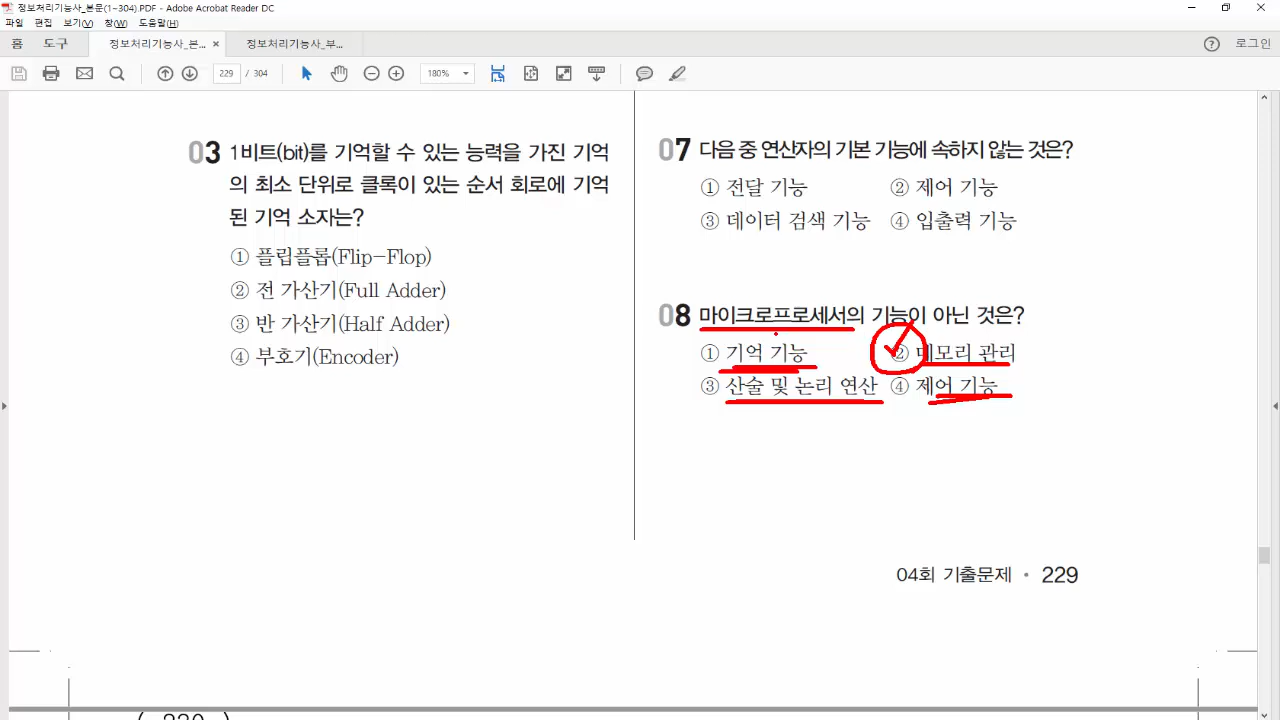 정보처리기능사_본문(1~304).PDF - Adobe Acrobat Reader DC
파일 편집 보기(V) 창(W) 도움말(H)
홈 도구 정보처리기능사_본... × 정보처리기능사_부... ? 로그인
229 / 304 180%
03 1비트(bit)를 기억할 수 있는 능력을 가진 기억
의 최소 단위로 클록이 있는 순서 회로에 기억
된 기억 소자는?
① 플립플롭(Flip-Flop)
② 전 가산기(Full Adder)
③ 반 가산기(Half Adder)
④ 부호기(Encoder)
07 다음 중 연산자의 기본 기능에 속하지 않는 것은?
① 전달 기능 ② 제어 기능
③ 데이터 검색 기능 ④ 입출력 기능
08 마이크로프로세서의 기능이 아닌 것은?
① 기억 기능 ② 메모리 관리
③ 산술 및 논리 연산 ④ 제어 기능
04회 기출문제 • 229